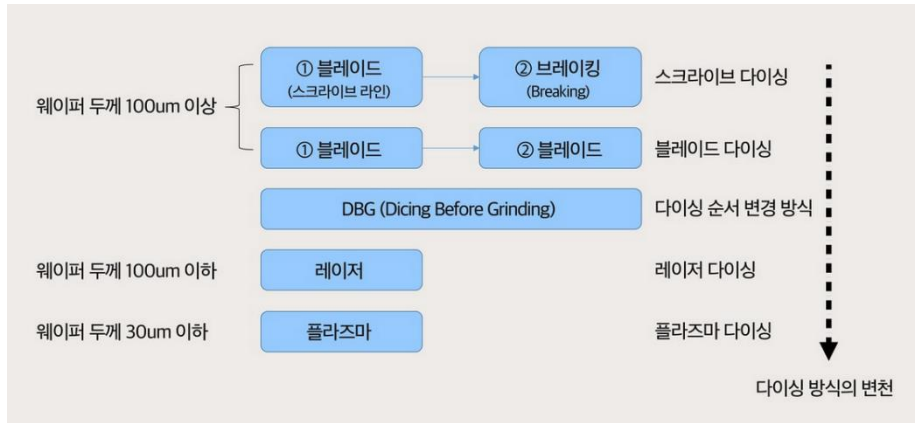 ① 블레이드
(스크라이브 라인)
② 브레이킹
(Breaking)
스크라이브 다이싱
웨이퍼 두께 100um 이상
① 블레이드
② 블레이드
블레이드 다이싱
DBG (Dicing Before Grinding)
다이싱 순서 변경 방식
웨이퍼 두께 100um 이하
레이저
레이저 다이싱
웨이퍼 두께 30um 이하
플라즈마
플라즈마 다이싱
다이싱 방식의 변천